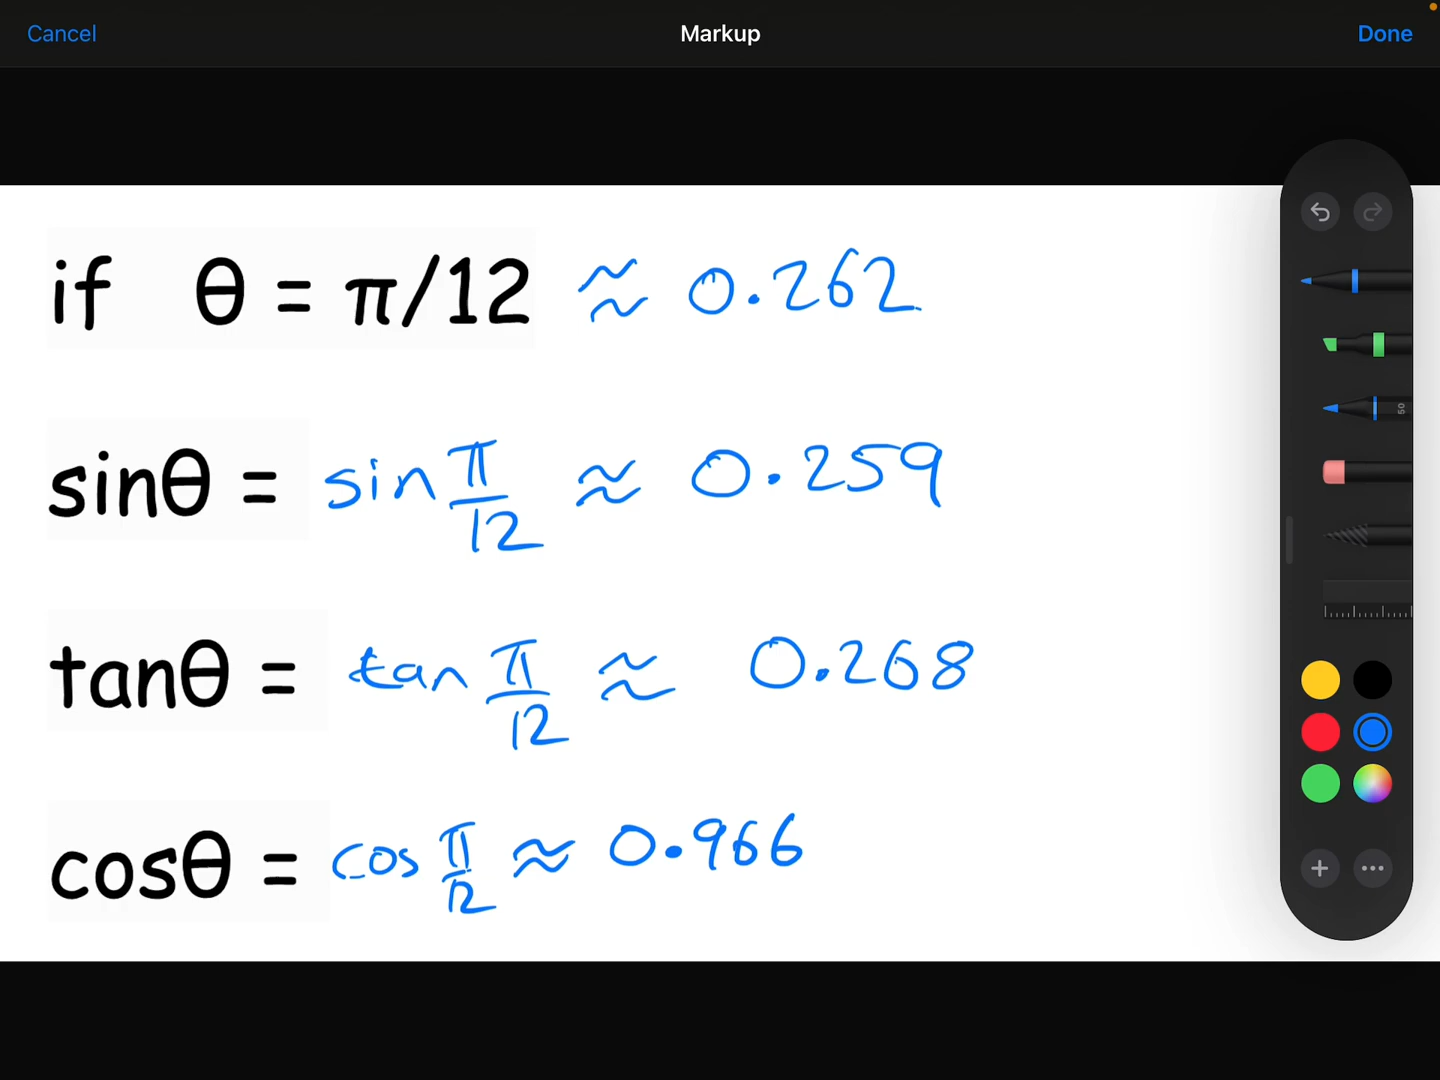 Cancel Markup Done
if θ = π/12 ≈ 0.262
sinθ = sin π/12 ≈ 0.259
50
tanθ = tan π/12 ≈ 0.268
cosθ = cos π/12 ≈ 0.966